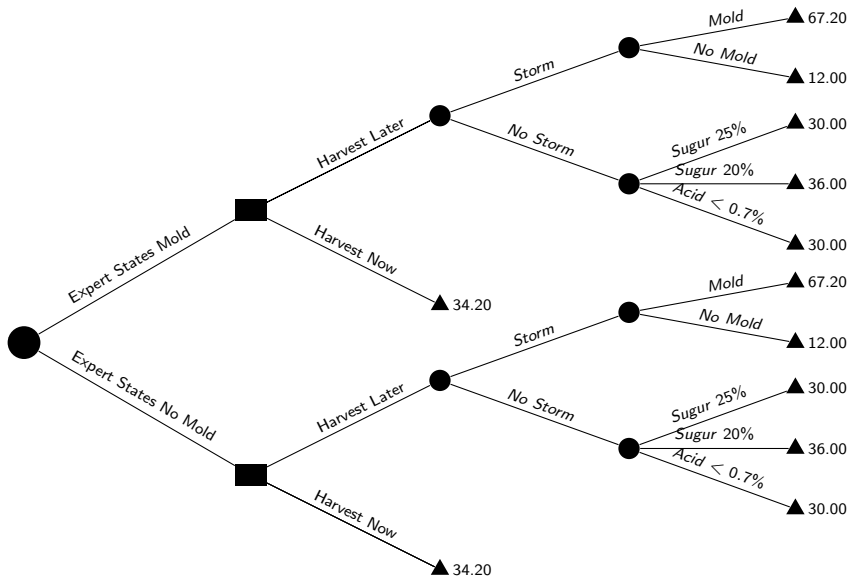 Mold
67.20
Storm
No Mold
12.00
Harvest Later
No Storm
Sugur 25%
30.00
Sugur 20%
36.00
Acid < 0.7%
30.00
Expert States Mold
Harvest Now
34.20
Mold
67.20
Storm
No Mold
12.00
Expert States No Mold
Harvest Later
No Storm
Sugur 25%
30.00
Sugur 20%
36.00
Acid < 0.7%
30.00
Harvest Now
34.20